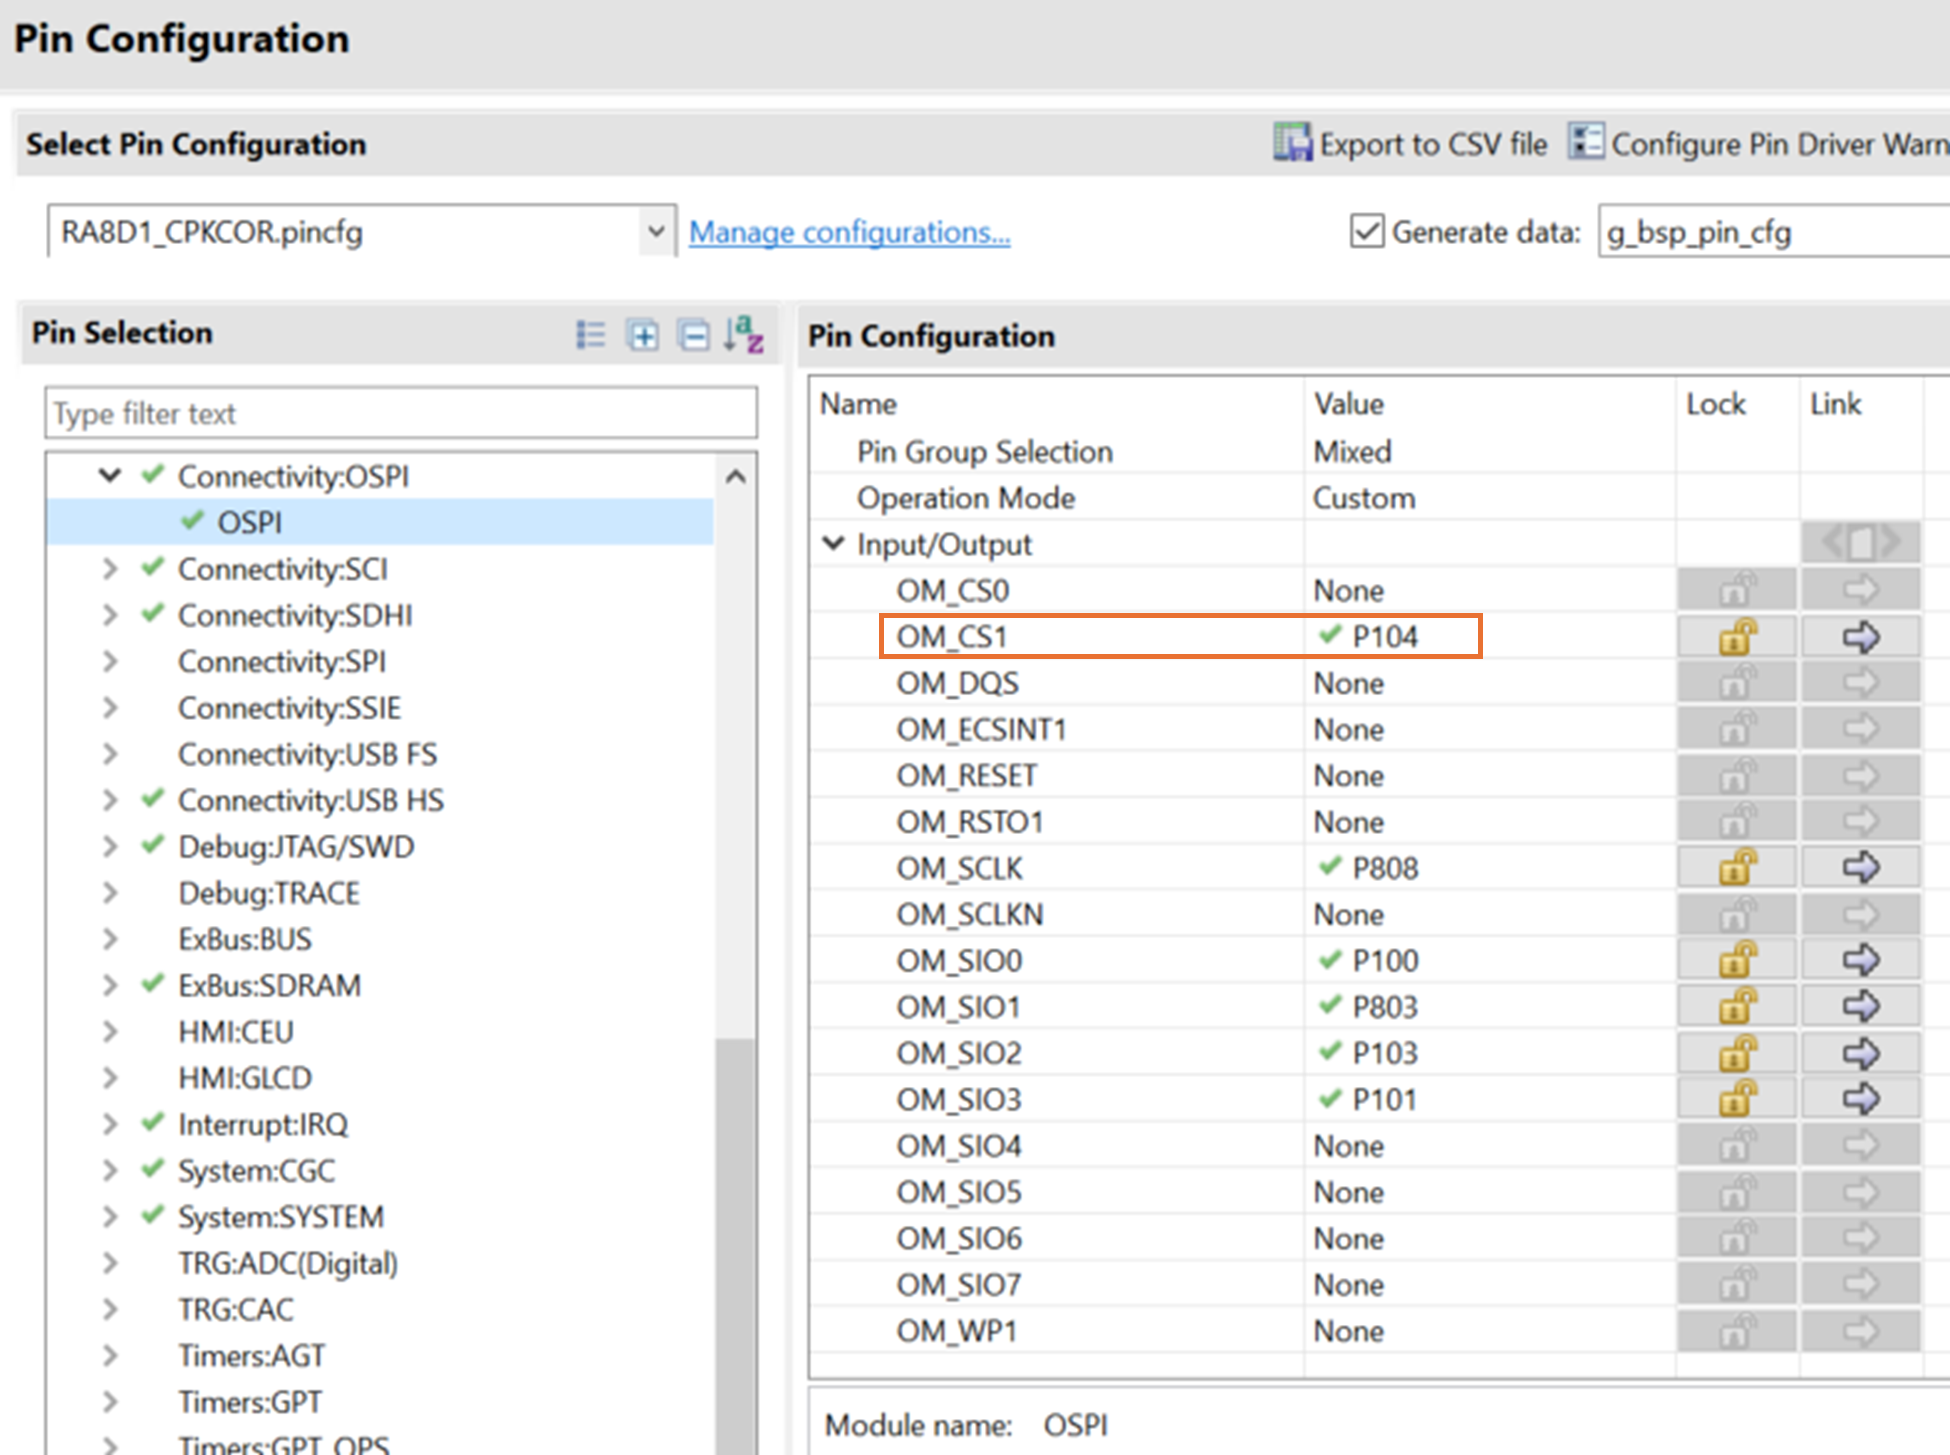 Pin Configuration
Select Pin Configuration
Export to CSV file
Configure Pin Driver Warn
RA8D1_CPKCOR.pincfg
Manage configurations...
Generate data:
g_bsp_pin_cfg
Pin Selection
Type filter text
Connectivity:OSPI
OSPI
Connectivity:SCI
Connectivity:SDHI
Connectivity:SPI
Connectivity:SSIE
Connectivity:USB FS
Connectivity:USB HS
Debug:JTAG/SWD
Debug:TRACE
ExBus:BUS
ExBus:SDRAM
HMI:CEU
HMI:GLCD
Interrupt:IRQ
System:CGC
System:SYSTEM
TRG:ADC(Digital)
TRG:CAC
Timers:AGT
Timers:GPT
Timers:GPT_OPS
Pin Configuration
Name Value Lock Link
Pin Group Selection Mixed
Operation Mode Custom
Input/Output
OM_CS0 None
OM_CS1 P104
OM_DQS None
OM_ECSINT1 None
OM_RESET None
OM_RSTO1 None
OM_SCLK P808
OM_SCLKN None
OM_SIO0 P100
OM_SIO1 P803
OM_SIO2 P103
OM_SIO3 P101
OM_SIO4 None
OM_SIO5 None
OM_SIO6 None
OM_SIO7 None
OM_WP1 None
Module name: OSPI